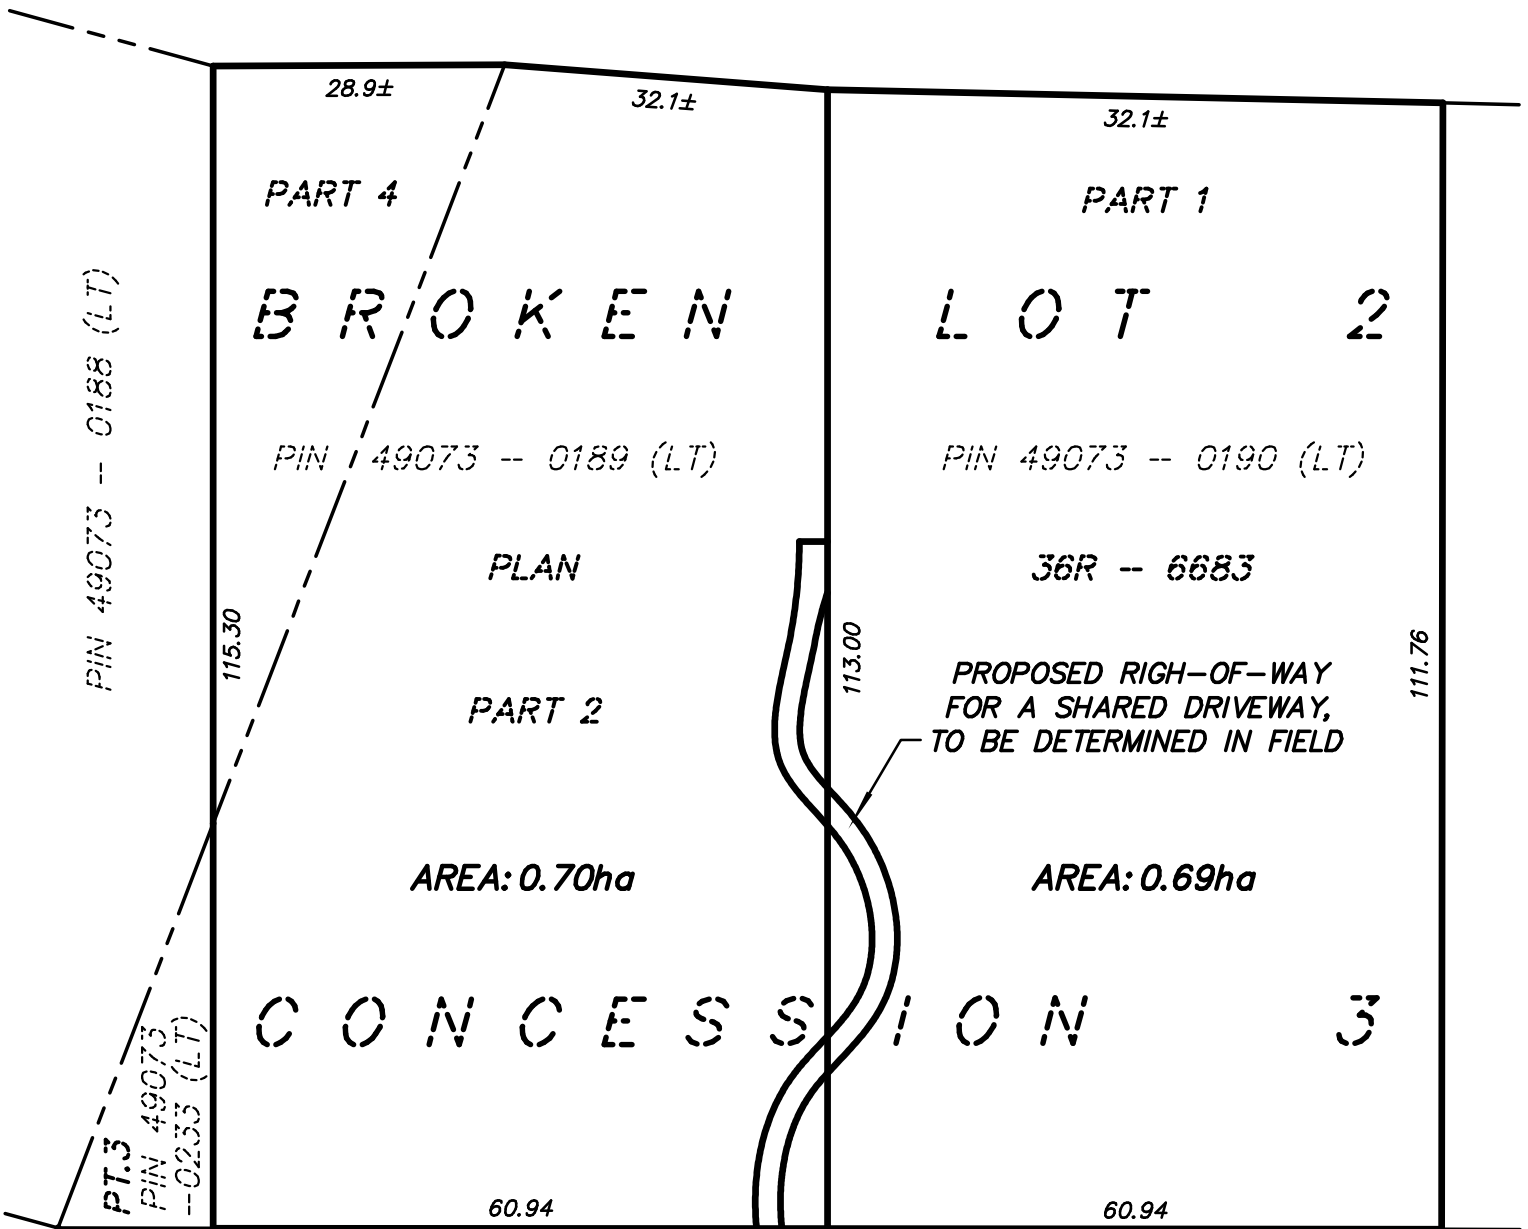 28.9±
32.1±
32.1±
PART 4
PART 1
BROKEN LOT 2
PIN 49073 -- 0188 (LT)
PIN 49073 -- 0189 (LT)
PIN 49073 -- 0190 (LT)
PLAN 36R -- 6683
115.30
113.00
111.76
PROPOSED RIGH-OF-WAY
FOR A SHARED DRIVEWAY,
TO BE DETERMINED IN FIELD
PART 2
AREA: 0.70ha
AREA: 0.69ha
CONCESSION 3
PT.3
PIN 49073
--0233 (LT)
60.94
60.94